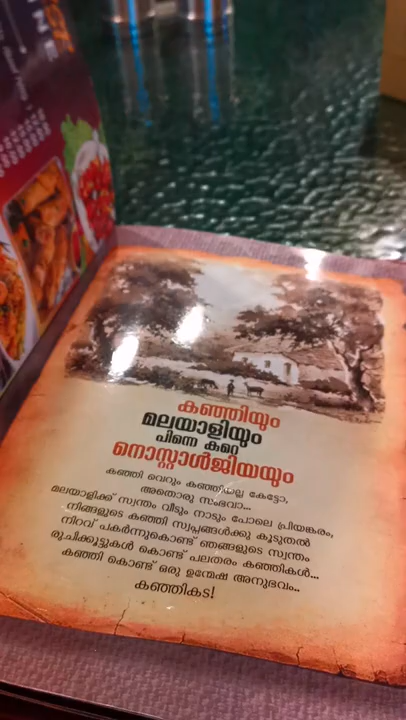 കഞ്ഞിയും
മലയാളിയും
പിന്നെ കുറെ
നൊസ്റ്റാൾജിയയും
കഞ്ഞി വെറും കഞ്ഞിയല്ല കേട്ടോ,
അതൊരു സംഭവാ...
മലയാളിക്ക് സ്വന്തം വീടും നാടും പോലെ പ്രിയങ്കരം,
നിങ്ങളുടെ കഞ്ഞി സ്വപ്നങ്ങൾക്കു കൂടുതൽ
നിറവ് പകർന്നുകൊണ്ട് ഞങ്ങളുടെ സ്വന്തം
രുചിക്കൂട്ടുകൾ കൊണ്ട് പലതരം കഞ്ഞികൾ...
കഞ്ഞി കൊണ്ട് ഒരു ഉന്മേഷ അനുഭവം..
കഞ്ഞികട!